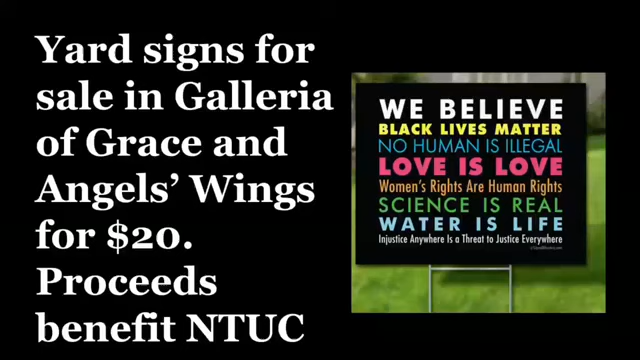 Yard signs for
sale in Galleria
of Grace and
Angels’ Wings
for $20.
Proceeds
benefit NTUC
WE BELIEVE
BLACK LIVES MATTER
NO HUMAN IS ILLEGAL
LOVE IS LOVE
Women's Rights Are Human Rights
SCIENCE IS REAL
WATER IS LIFE
Injustice Anywhere Is a Threat to Justice Everywhere